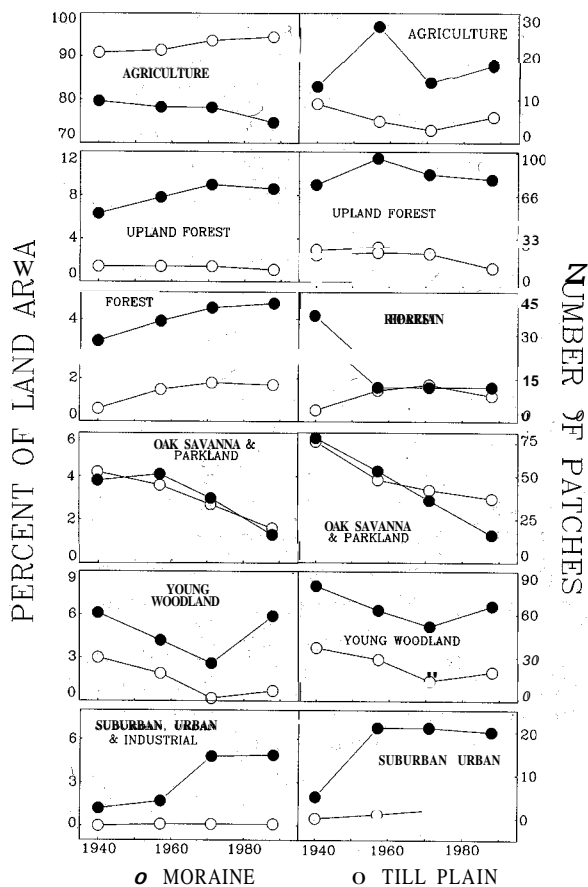 PERCENT OF LAND AREA
NUMBER OF PATCHES
100
90
80
70
AGRICULTURE
30
20
10
0
AGRICULTURE
12
8
4
0
UPLAND FOREST
100
66
33
0
UPLAND FOREST
4
2
0
FOREST
45
30
15
0
6
4
2
0
OAK SAVANNA &
PARKLAND
75
50
25
0
OAK SAVANNA
& PARKLAND
9
6
3
0
YOUNG
WOODLAND
90
60
30
0
YOUNG WOODLAND
6
4
2
0
SUBURBAN, URBAN
& INDUSTRIAL
20
10
0
SUBURBAN URBAN
1940 1960 1980 1940 1960 1980
o MORAINE O TILL PLAIN